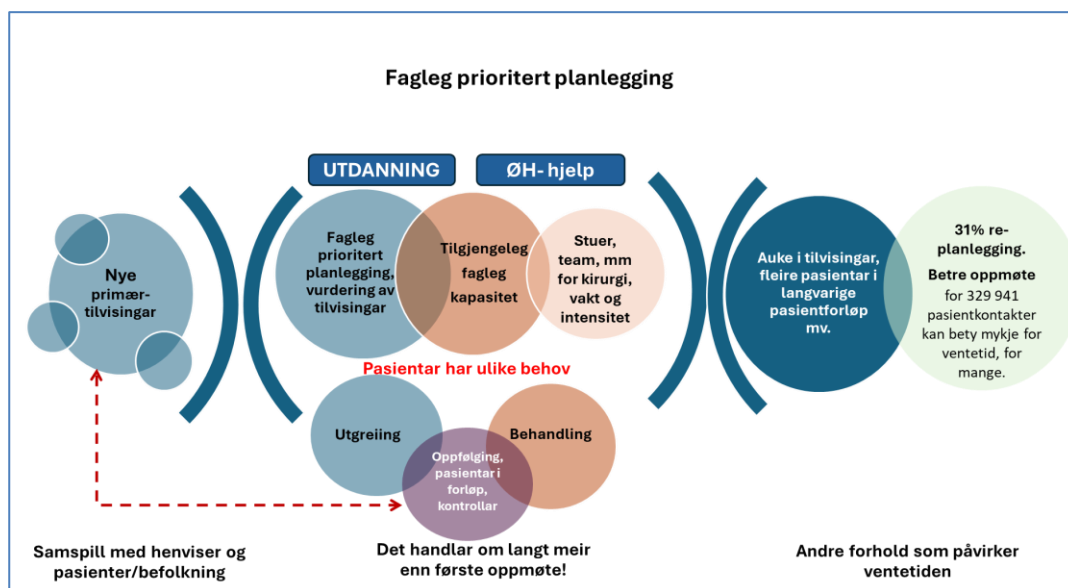 Fagleg prioritert planlegging
UTDANNING
ØH- hjelp
Nye
primær-
tilvisingar
Fagleg
prioritert
planlegging,
vurdering av
tilvisingar
Tilgjengeleg
fagleg
kapasitet
Stuer,
team, mm
for kirurgi,
vakt og
intensitet
Auke i tilvisingar,
fleire pasientar i
langvarige
pasientforløp
mv.
31% re-
planlegging.
Betre oppmøte
for 329 941
pasientkontakter
kan bety mykje for
ventetid, for
mange.
Pasientar har ulike behov
Utgreiing
Behandling
Oppfølging,
pasientar i
forløp,
kontrollar
Samspill med henviser og
pasienter/befolkning
Det handlar om langt meir
enn første oppmøte!
Andre forhold som påvirker
ventetiden